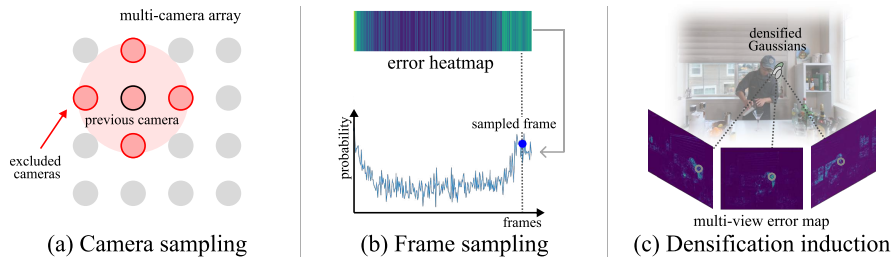 multi-camera array
previous camera
excluded
cameras
(a) Camera sampling
error heatmap
sampled frame
probability
frames
(b) Frame sampling
densified
Gaussians
multi-view error map
(c) Densification induction